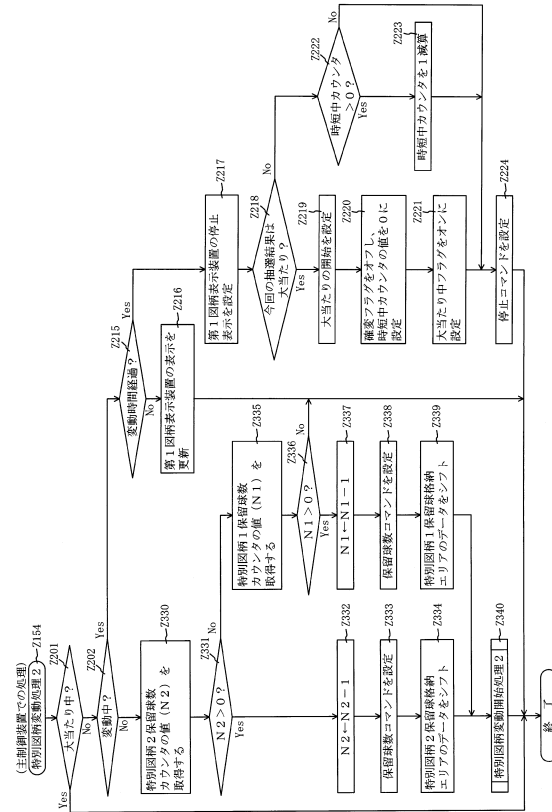 (主制御装置での処理)
特別図柄変動処理2
Z154
大当たり中?
Z201
Yes
No
変動中?
Z202
Yes
No
特別図柄2保留球数
カウンタの値(N2)を
取得する
Z330
N2>0?
Z331
No
Yes
N2←N2-1
Z332
保留球数コマンドを設定
Z333
特別図柄2保留球格納
エリアのデータをシフト
Z334
特別図柄1保留球数
カウンタの値(N1)を
取得する
Z335
N1>0?
Z336
No
Yes
N1←N1-1
Z337
保留球数コマンドを設定
Z338
特別図柄1保留球格納
エリアのデータをシフト
Z339
特別図柄変動開始処理2
Z340
終了
変動時間経過?
Z215
Yes
No
第1図柄表示装置の表示を
更新
Z216
第1図柄表示装置の停止
表示を設定
Z217
今回の抽選結果は
大当たり?
Z218
No
Yes
大当たりの開始を設定
Z219
確変フラグをオフし、
時短中カウンタの値を0に
設定
Z220
大当たり中フラグをオンに
設定
Z221
時短中カウンタ
>0?
Z222
No
Yes
時短中カウンタを1減算
Z223
停止コマンドを設定
Z224